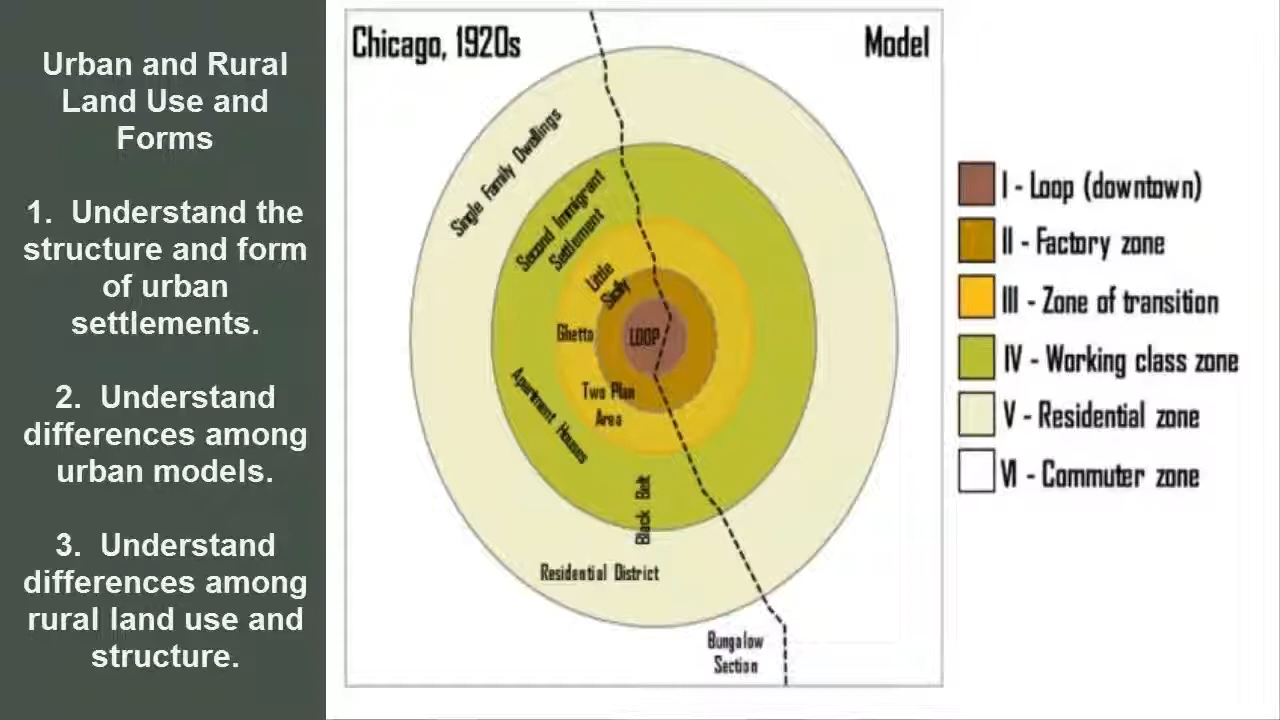 Urban and Rural
Land Use and
Forms
1. Understand the
structure and form
of urban
settlements.
2. Understand
differences among
urban models.
3. Understand
differences among
rural land use and
structure.
Chicago, 1920s
Model
Single Family Dwellings
Second Immigrant
Settlement
Little
Sicily
Ghetto
LOOP
Two Plan
Area
Apartment Houses
Black Belt
Residential District
Bungalow
Section
I - Loop (downtown)
II - Factory zone
III - Zone of transition
IV - Working class zone
V - Residential zone
VI - Commuter zone